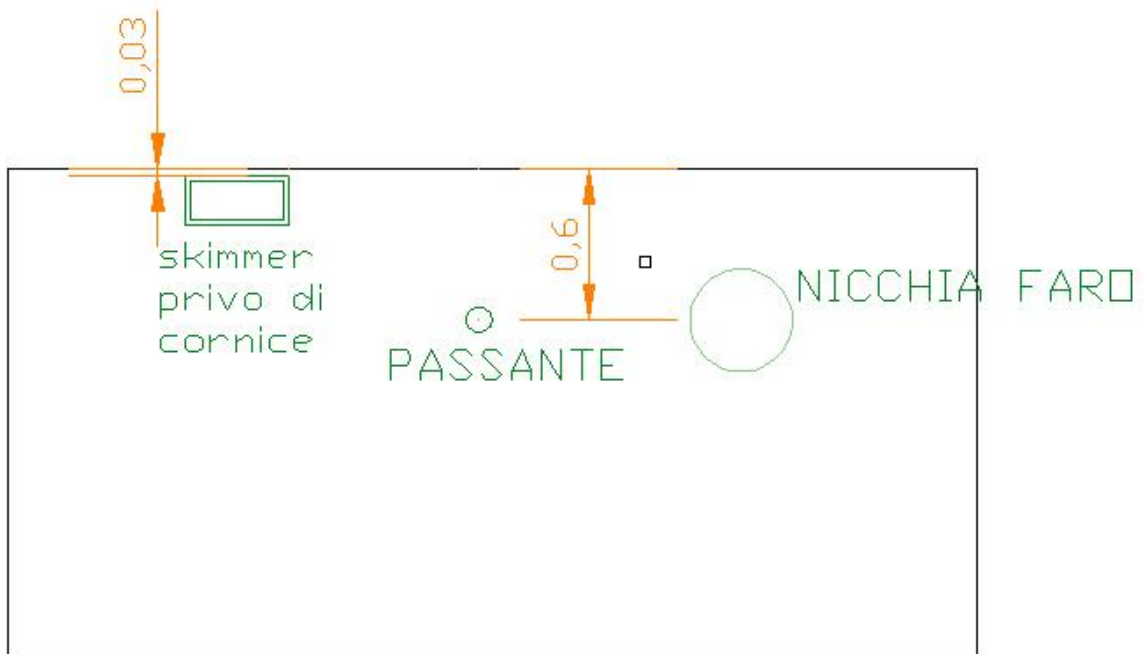 0,03
0,6
skimmer
privo di
cornice
PASSANTE
NICCHIA FARO